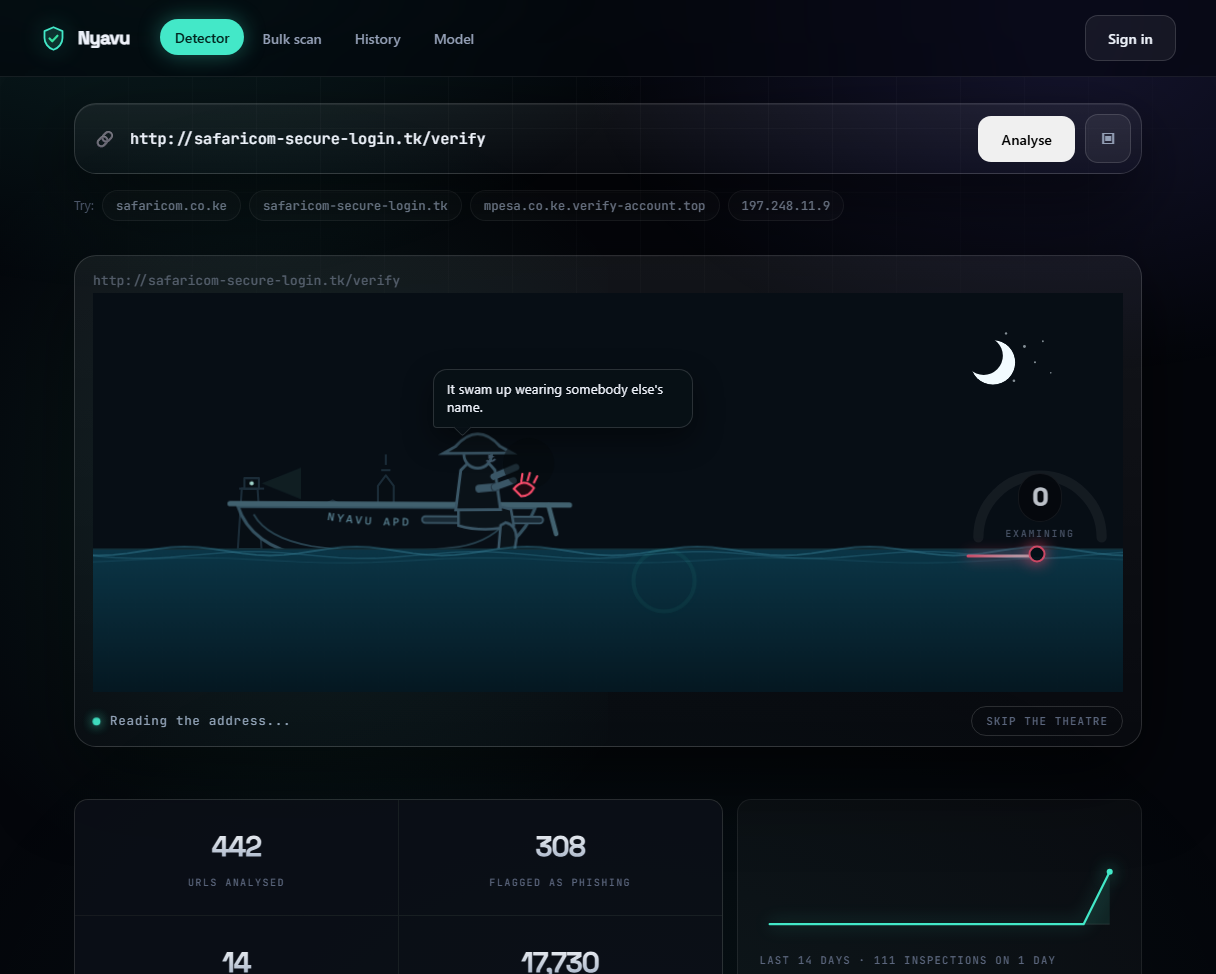 Nyavu
Detector
Bulk scan
History
Model
Sign in
http://safaricom-secure-login.tk/verify
Analyse
Try:
safaricom.co.ke
safaricom-secure-login.tk
mpesa.co.ke.verify-account.top
197.248.11.9
http://safaricom-secure-login.tk/verify
It swam up wearing somebody else's
name.
NYAVU APD
0
EXAMINING
Reading the address...
SKIP THE THEATRE
442
URLS ANALYSED
308
FLAGGED AS PHISHING
14
17,730
LAST 14 DAYS · 111 INSPECTIONS ON 1 DAY